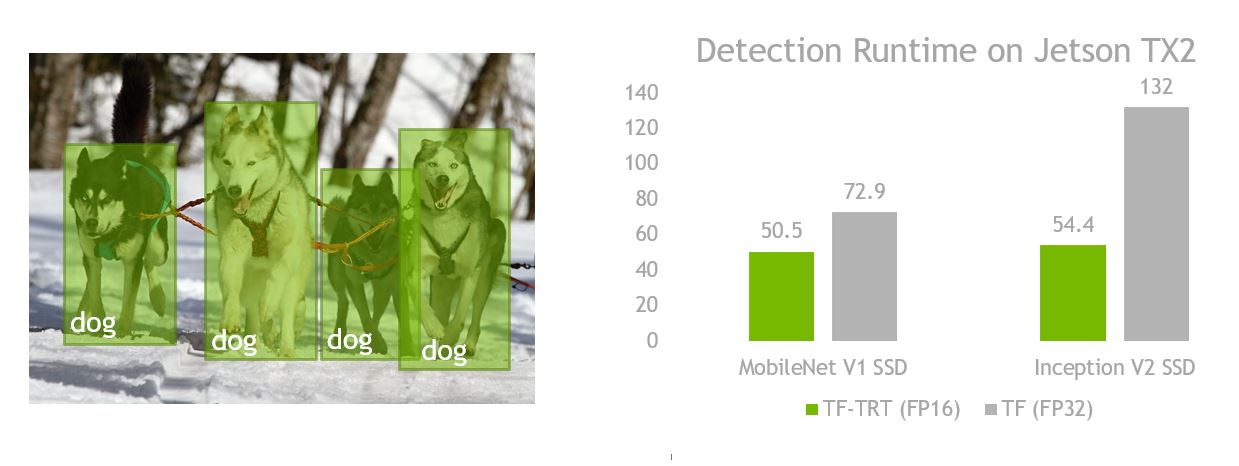 Detection Runtime on Jetson TX2
140
120
100
80
60
40
20
0
50.5
72.9
54.4
132
MobileNet V1 SSD
Inception V2 SSD
TF-TRT (FP16)
TF (FP32)
dog
dog
dog
dog